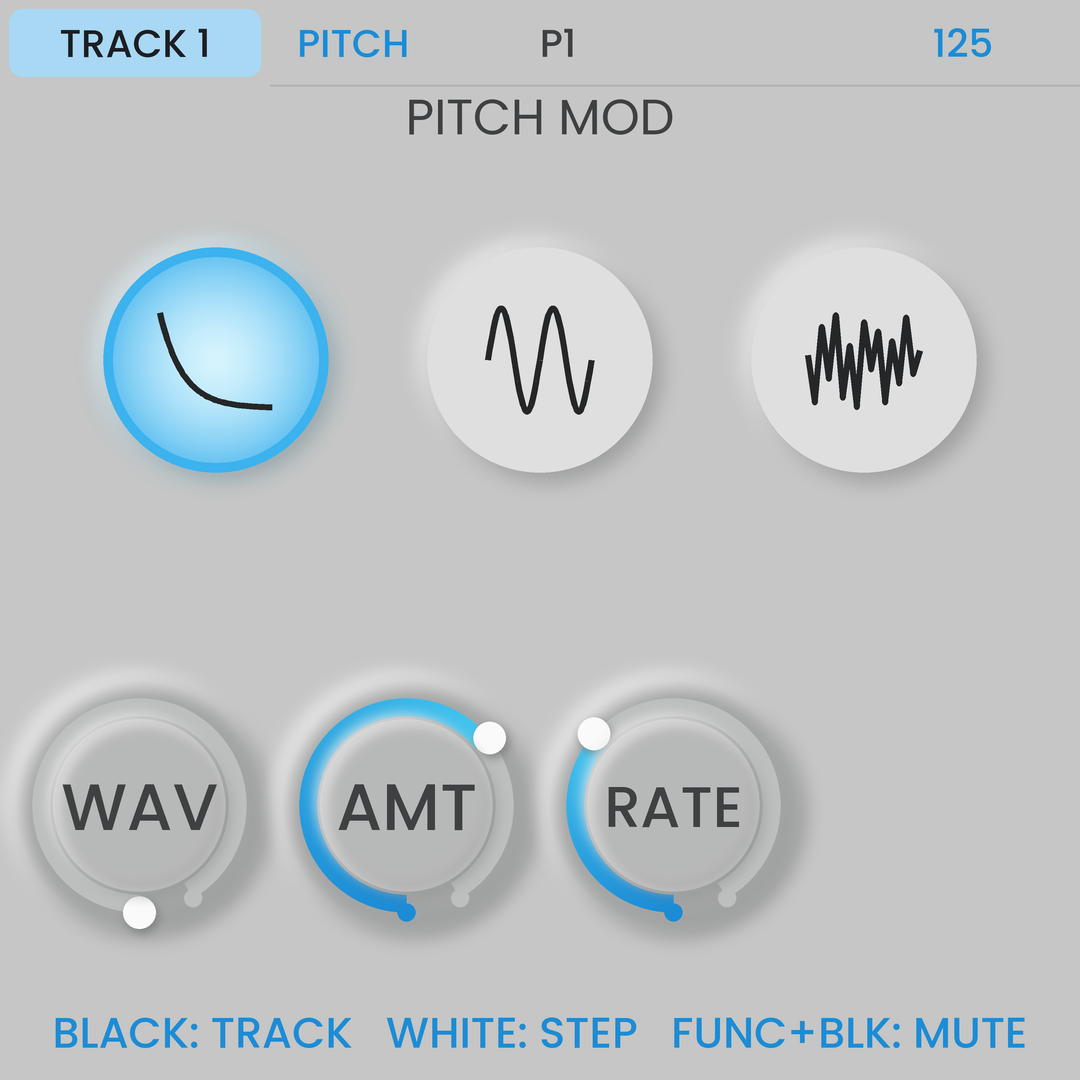 TRACK 1 PITCH P1 125
PITCH MOD
WAV AMT RATE
BLACK: TRACK WHITE: STEP FUNC+BLK: MUTE